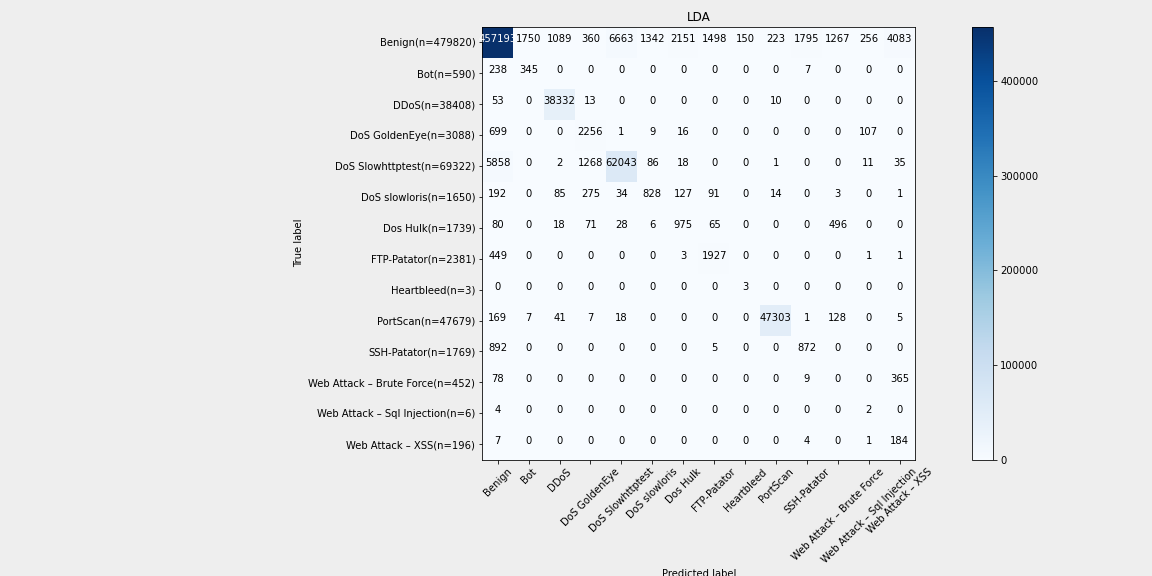 LDA
True label
Benign(n=479820) 457193 1750 1089 360 6663 1342 2151 1498 150 223 1795 1267 256 4083
Bot(n=590) 238 345 0 0 0 0 0 0 0 0 7 0 0 0
DDoS(n=38408) 53 0 38332 13 0 0 0 0 0 10 0 0 0 0
DoS GoldenEye(n=3088) 699 0 0 2256 1 9 16 0 0 0 0 0 107 0
DoS Slowhttptest(n=69322) 5858 0 2 1268 62043 86 18 0 0 1 0 0 11 35
DoS slowloris(n=1650) 192 0 85 275 34 828 127 91 0 14 0 3 0 1
Dos Hulk(n=1739) 80 0 18 71 28 6 975 65 0 0 0 496 0 0
FTP-Patator(n=2381) 449 0 0 0 0 0 3 1927 0 0 0 0 1 1
Heartbleed(n=3) 0 0 0 0 0 0 0 0 3 0 0 0 0 0
PortScan(n=47679) 169 7 41 7 18 0 0 0 0 47303 1 128 0 5
SSH-Patator(n=1769) 892 0 0 0 0 0 0 5 0 0 872 0 0 0
Web Attack – Brute Force(n=452) 78 0 0 0 0 0 0 0 0 0 9 0 0 365
Web Attack – Sql Injection(n=6) 4 0 0 0 0 0 0 0 0 0 0 0 2 0
Web Attack – XSS(n=196) 7 0 0 0 0 0 0 0 0 0 4 0 1 184
Benign
Bot
DDoS
DoS GoldenEye
DoS Slowhttptest
DoS slowloris
Dos Hulk
FTP-Patator
Heartbleed
PortScan
SSH-Patator
Web Attack – Brute Force
Web Attack – Sql Injection
Web Attack – XSS
Predicted label
400000
300000
200000
100000
0